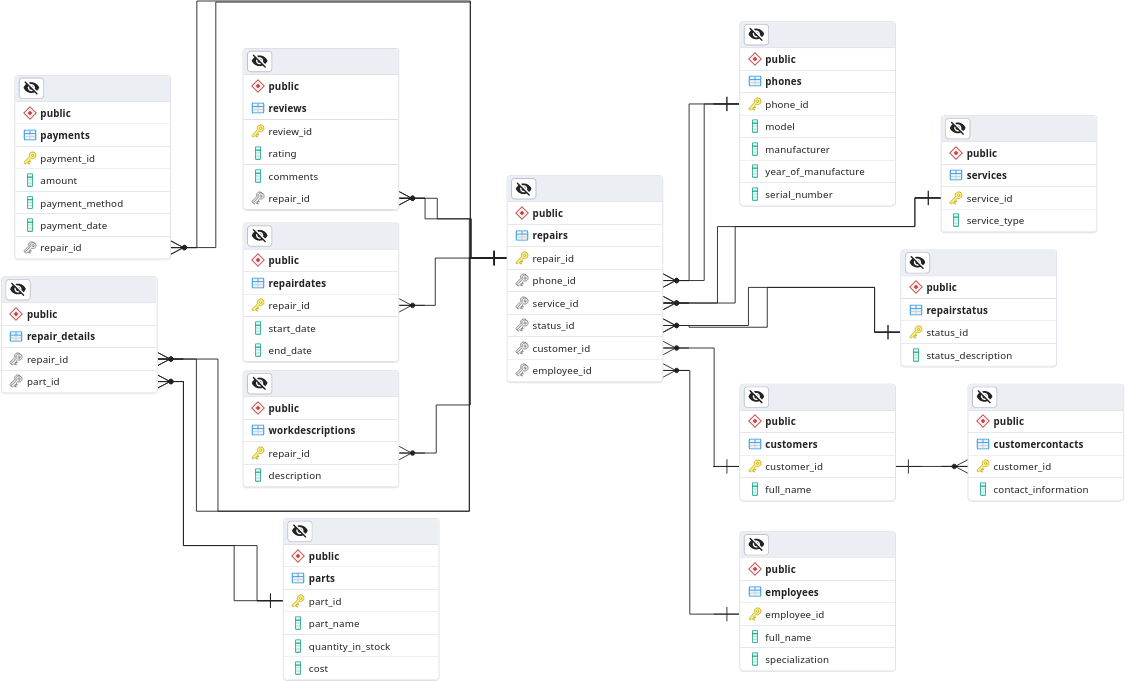 public
payments
payment_id
amount
payment_method
payment_date
repair_id
public
repair_details
repair_id
part_id
public
reviews
review_id
rating
comments
repair_id
public
repairdates
repair_id
start_date
end_date
public
workdescriptions
repair_id
description
public
parts
part_id
part_name
quantity_in_stock
cost
public
repairs
repair_id
phone_id
service_id
status_id
customer_id
employee_id
public
phones
phone_id
model
manufacturer
year_of_manufacture
serial_number
public
services
service_id
service_type
public
repairstatus
status_id
status_description
public
customers
customer_id
full_name
public
customercontacts
customer_id
contact_information
public
employees
employee_id
full_name
specialization